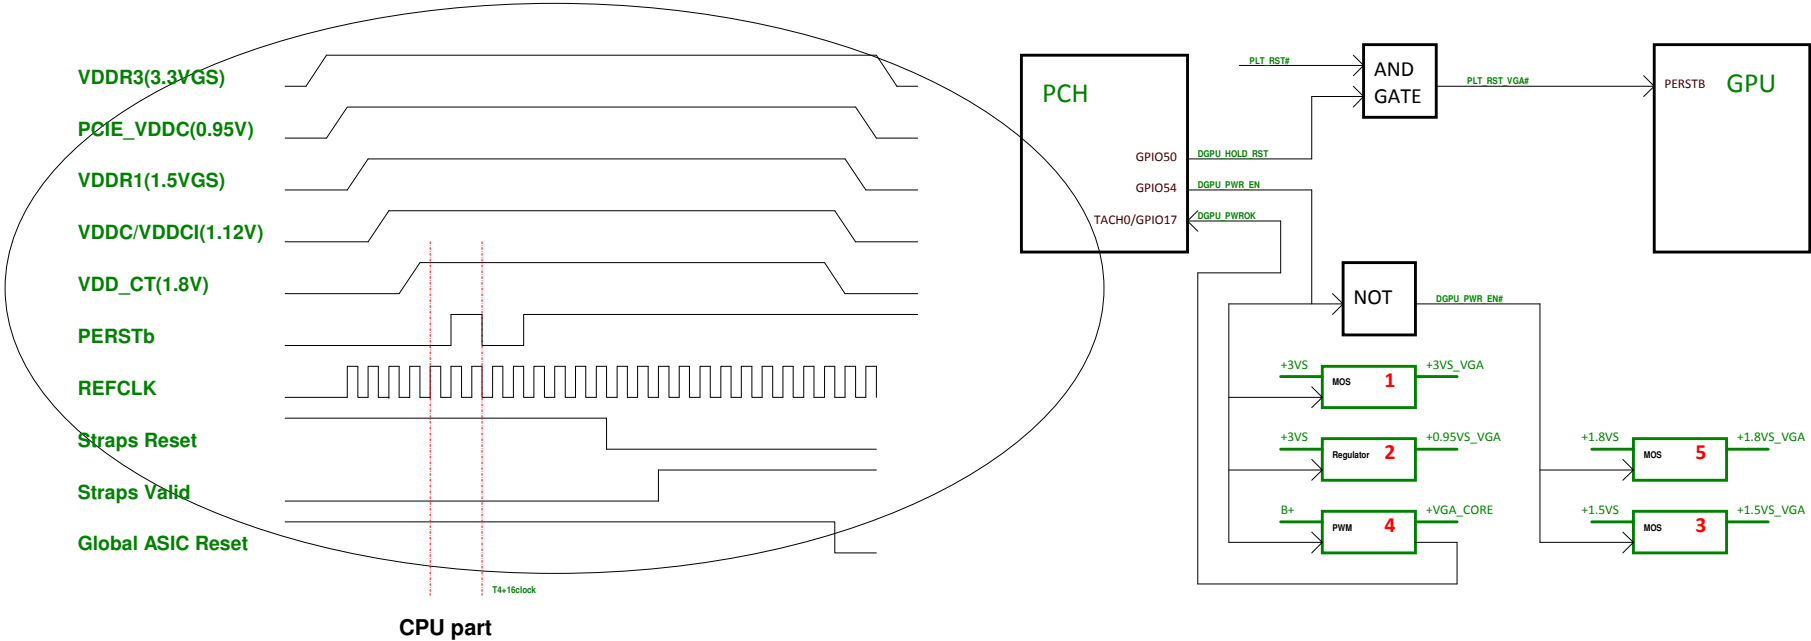 VDDR3(3.3VGS)
PCIE_VDDC(0.95V)
VDDR1(1.5VGS)
VDDC/VDDCI(1.12V)
VDD_CT(1.8V)
PERSTb
REFCLK
Straps Reset
Straps Valid
Global ASIC Reset
T4+16clock
CPU part
PCH
GPIO50
GPIO54
TACH0/GPIO17
DGPU_HOLD_RST
DGPU_PWR_EN
DGPU_PWROK
PLT_RST#
AND
GATE
PLT_RST_VGA#
PERSTB
GPU
NOT
DGPU_PWR_EN#
+3VS
MOS
1
+3VS_VGA
+3VS
Regulator
2
+0.95VS_VGA
B+
PWM
4
+VGA_CORE
+1.8VS
MOS
5
+1.8VS_VGA
+1.5VS
MOS
3
+1.5VS_VGA